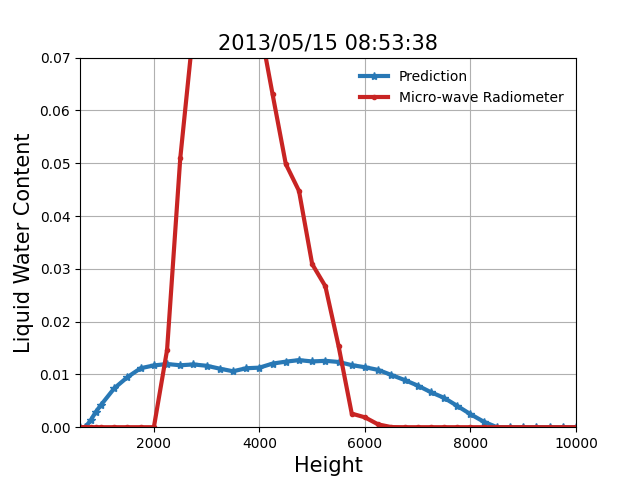 2013/05/15 08:53:38
Prediction
Micro-wave Radiometer
Liquid Water Content
0.07
0.06
0.05
0.04
0.03
0.02
0.01
0.00
2000 4000 6000 8000 10000
Height